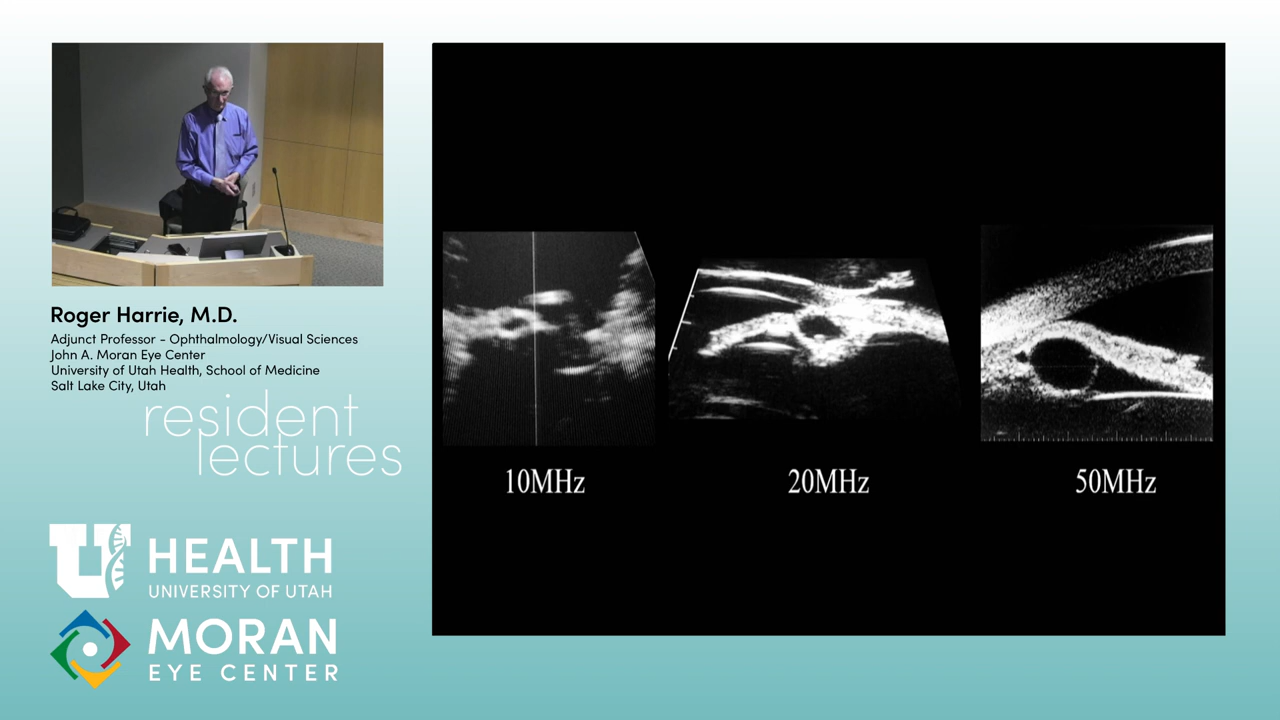 Roger Harrie, M.D.
Adjunct Professor - Ophthalmology/Visual Sciences
John A. Moran Eye Center
University of Utah Health, School of Medicine
Salt Lake City, Utah
resident
lectures
U
HEALTH
UNIVERSITY OF UTAH
MORAN
EYE CENTER
10MHz
20MHz
50MHz